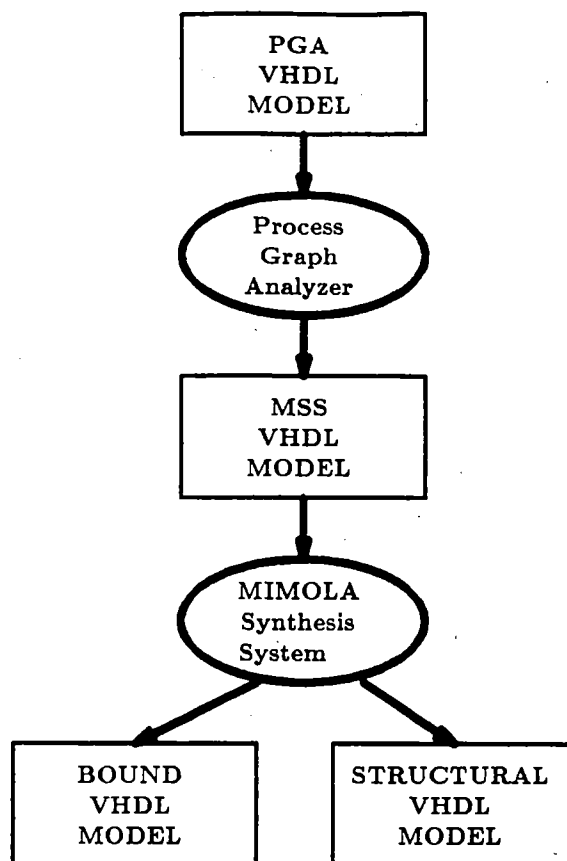 PGA
VHDL
MODEL
Process
Graph
Analyzer
MSS
VHDL
MODEL
MIMOLA
Synthesis
System
BOUND
VHDL
MODEL
STRUCTURAL
VHDL
MODEL